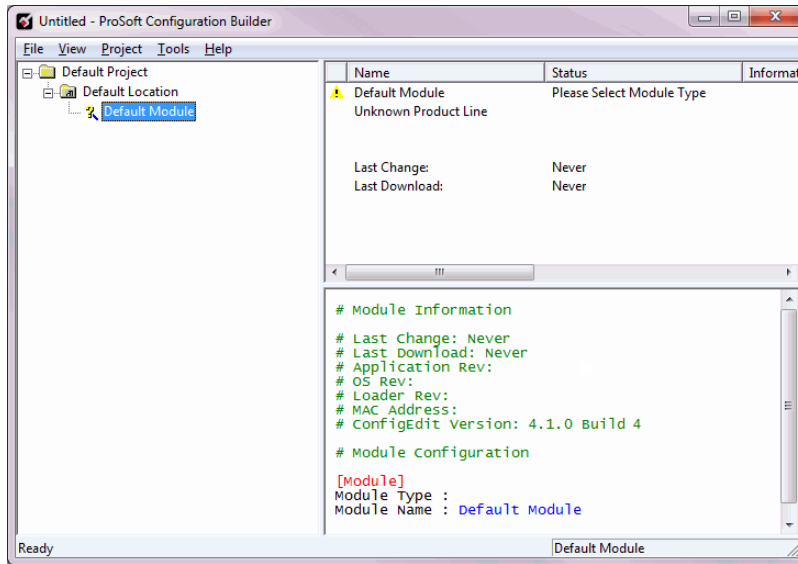 Untitled - ProSoft Configuration Builder
File View Project Tools Help
Default Project
Default Location
Default Module
Name Status Informat
Default Module Please Select Module Type
Unknown Product Line
Last Change: Never
Last Download: Never
# Module Information
# Last Change: Never
# Last Download: Never
# Application Rev:
# OS Rev:
# Loader Rev:
# MAC Address:
# ConfigEdit Version: 4.1.0 Build 4
# Module Configuration
[Module]
Module Type :
Module Name : Default Module
Ready Default Module